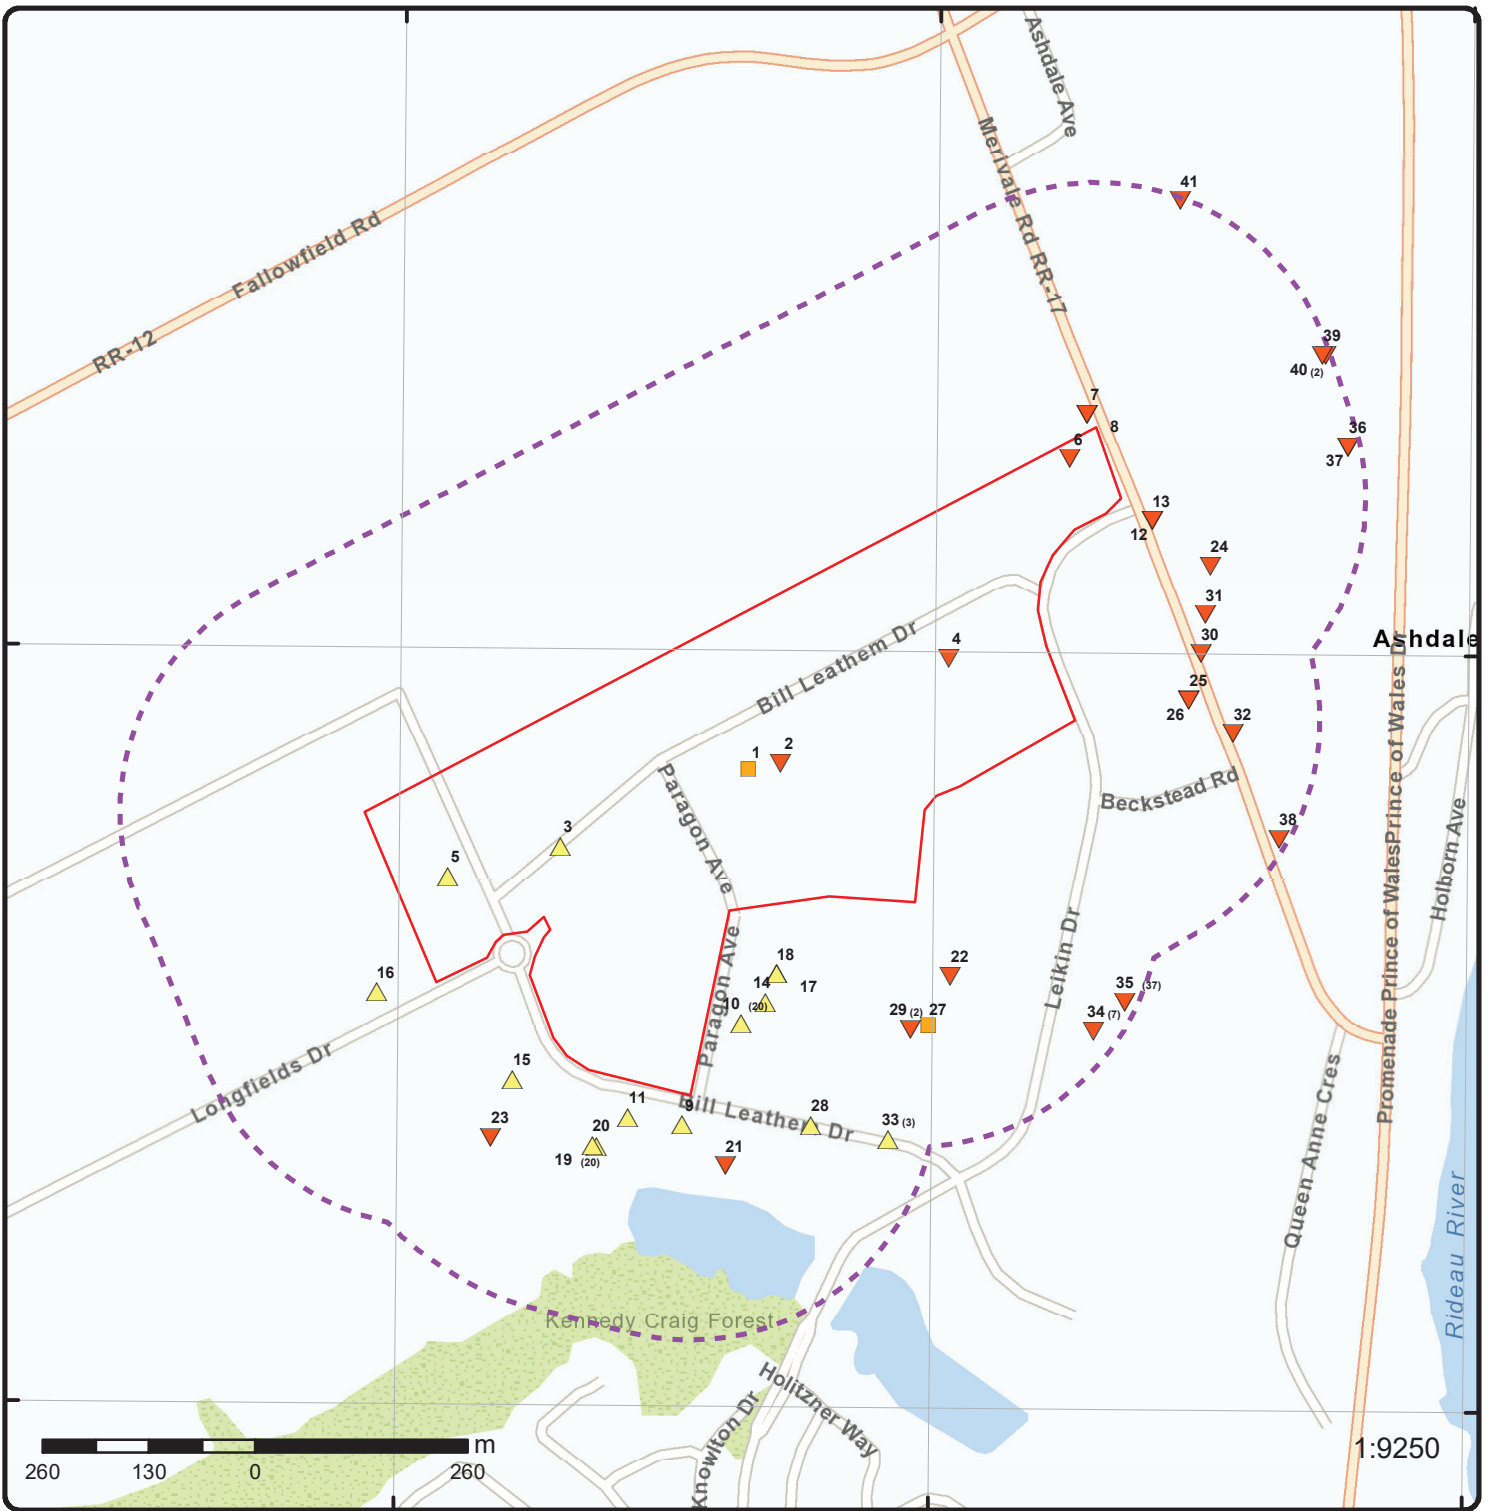 Ashdale Ave
Merivale Rd RR-17
41
Fallowfield Rd
RR-12
39
40 (2)
7
8
36
6
37
13
12
24
31
Bill Leathem Dr
4
30
Ashdale
25
26
32
1
2
Paragon Ave
Beckstead Rd
3
38
5
Promenade Prince of WalesPrince of Wales Dr
Holborn Ave
Paragon Ave
Leikin Dr
16
18
14
17
22
10 (20)
29 (2)
27
35 (37)
34 (7)
Longfields Dr
15
11
9
Bill Leathem Dr
28
33 (3)
23
20
19 (20)
21
Queen Anne Cres
Rideau River
Kennedy Craig Forest
Holitzner Way
Knowlton Dr
m
260 130 0 260
1:9250